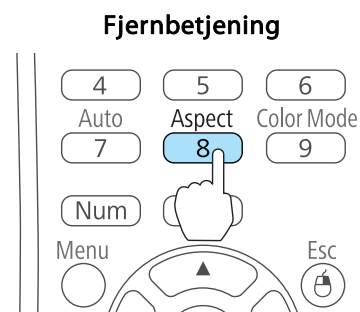 Fjernbetjening
4 5 6
Auto Aspect Color Mode
7 8 9
Num
Menu Esc